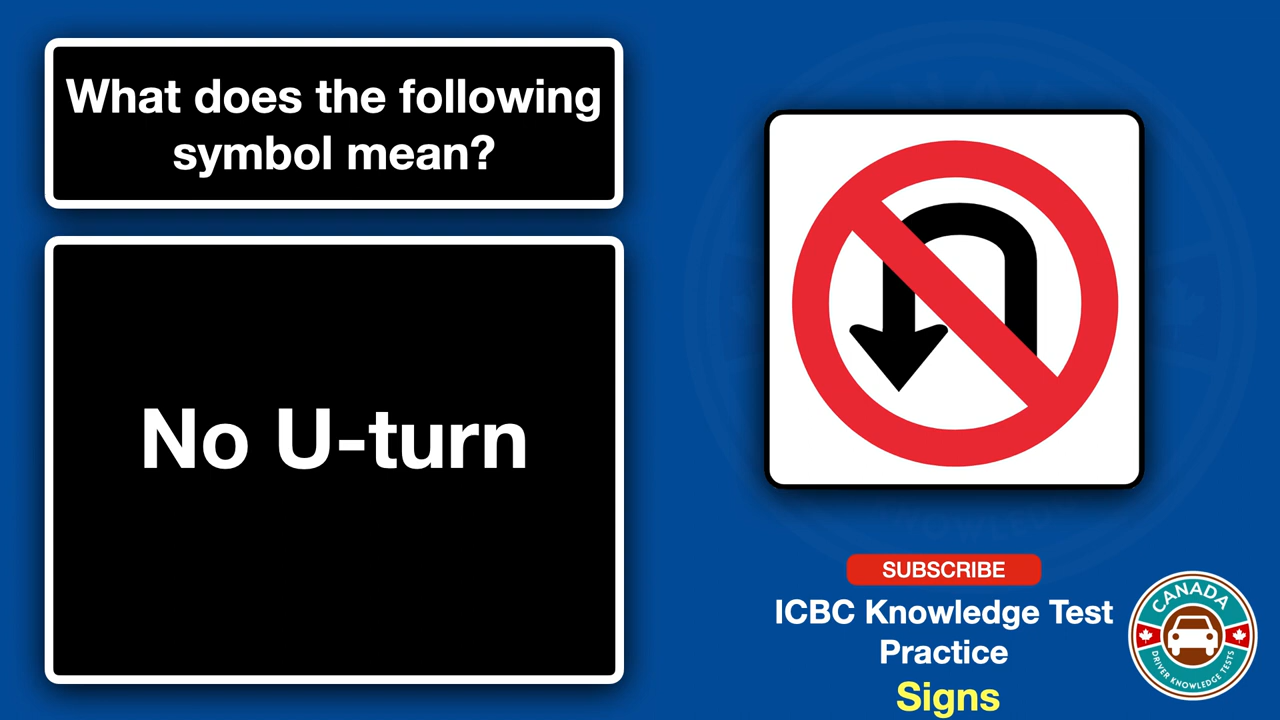 What does the following
symbol mean?
No U-turn
SUBSCRIBE
ICBC Knowledge Test
Practice
Signs
CANADA
DRIVER KNOWLEDGE TESTS